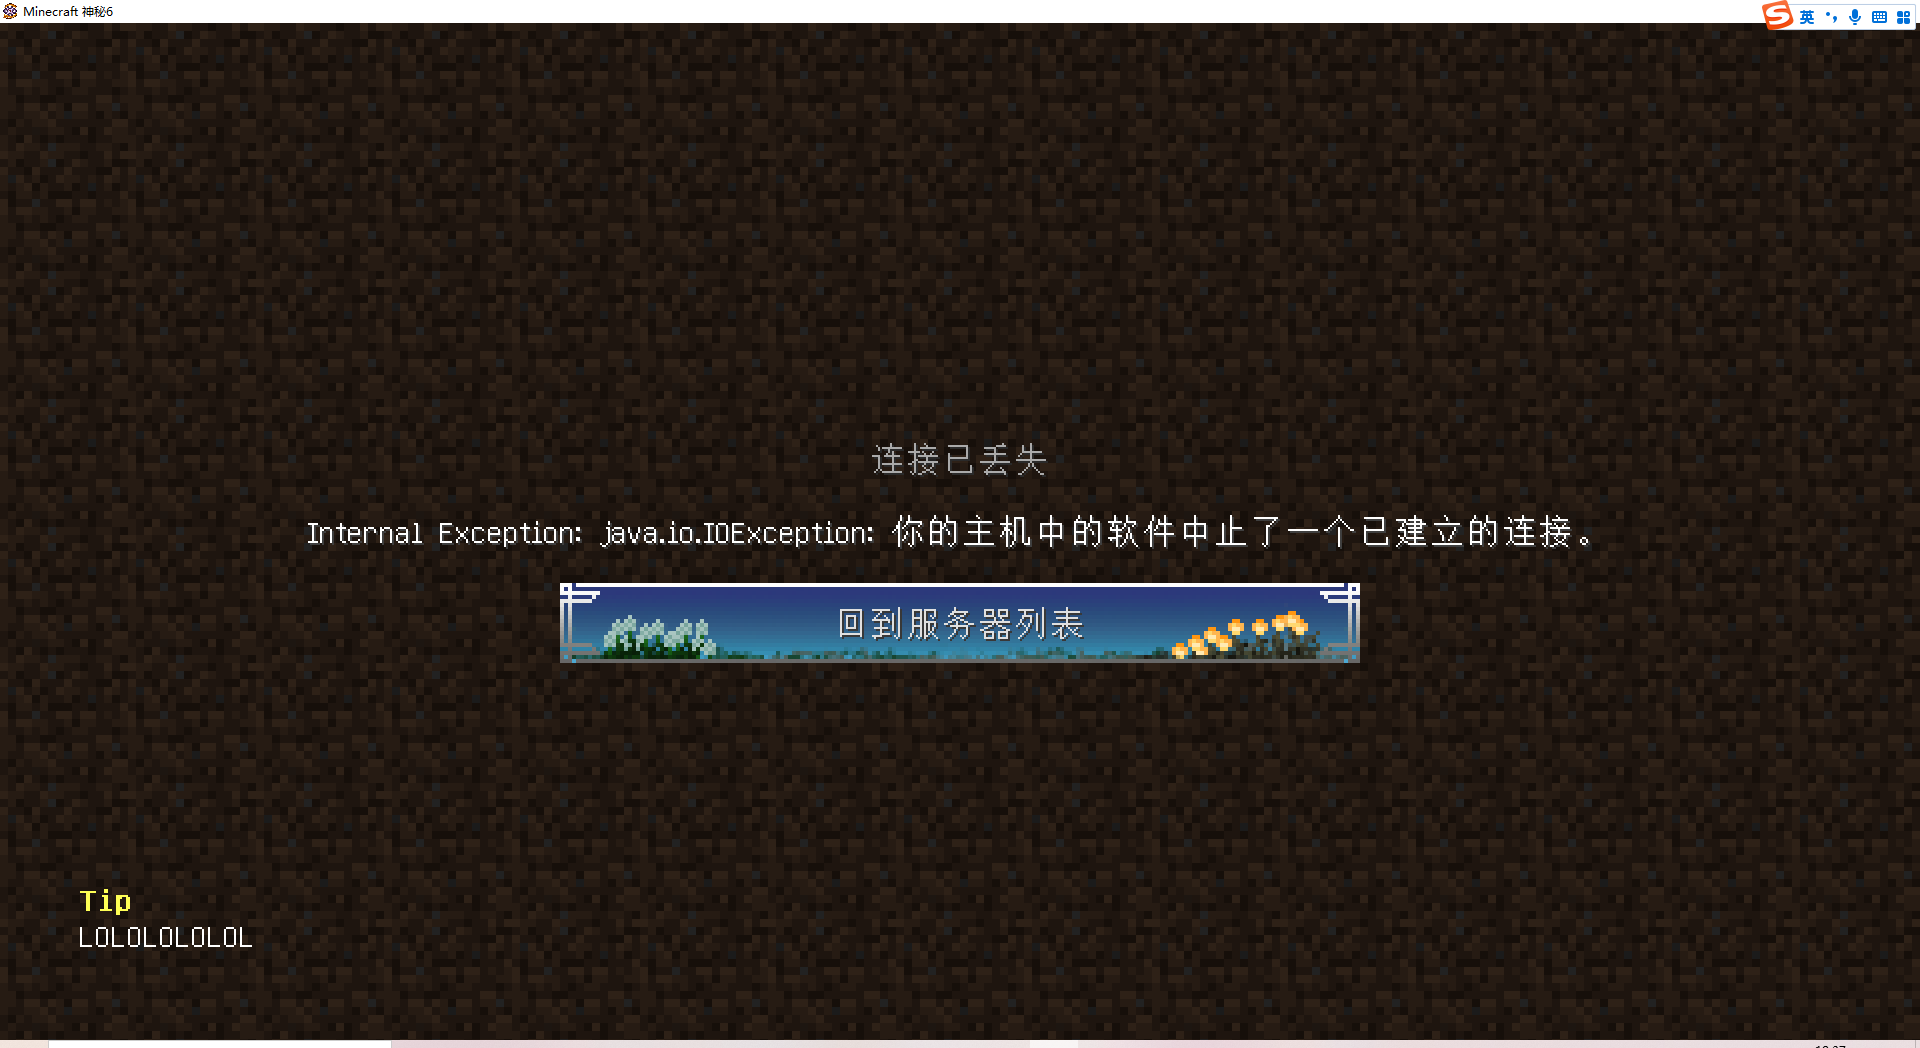 Minecraft 神秘6
英
连接已丢失
Internal Exception: java.io.IOException: 你的主机中的软件中止了一个已建立的连接。
回到服务器列表
Tip
LOLOLOLOLOL